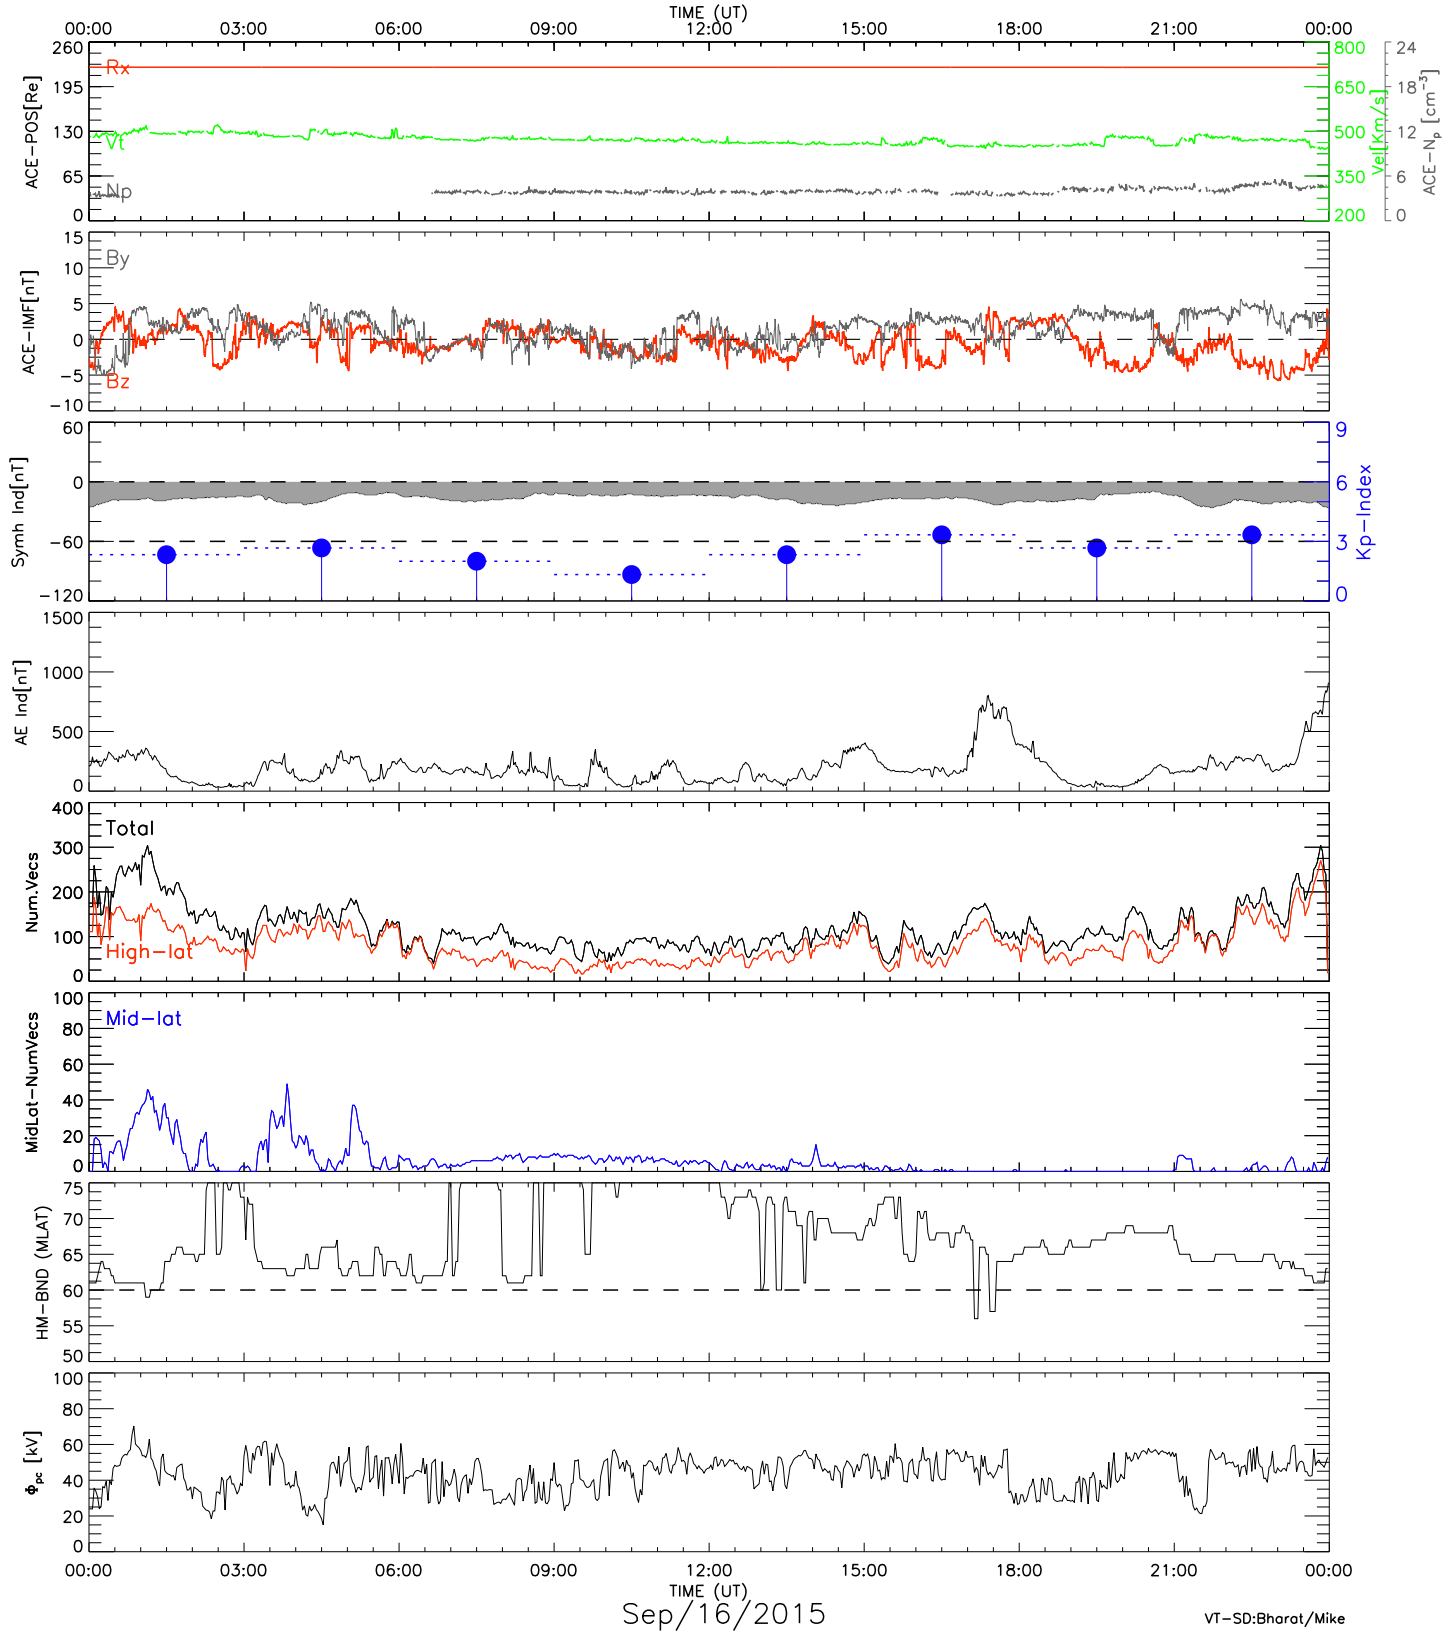 TIME (UT)
00:00 03:00 06:00 09:00 12:00 15:00 18:00 21:00 00:00
ACE-POS[Re]
260
195
130
65
0
Rx
Vt
Np
800
650
500
350
200
Vel[Km/s]
24
18
12
6
0
ACE-Np [cm⁻³]
ACE-IMF[nT]
15
10
5
0
-5
-10
By
Bz
Symh Ind[nT]
60
0
-60
-120
9
6
3
0
Kp-Index
AE Ind[nT]
1500
1000
500
0
Num.Vecs
400
300
200
100
0
Total
High-lat
MidLat-NumVecs
100
80
60
40
20
0
Mid-lat
HM-BND (MLAT)
75
70
65
60
55
50
Φpc [kV]
100
80
60
40
20
0
00:00 03:00 06:00 09:00 12:00 15:00 18:00 21:00 00:00
TIME (UT)
Sep/16/2015
VT-SD:Bharat/Mike